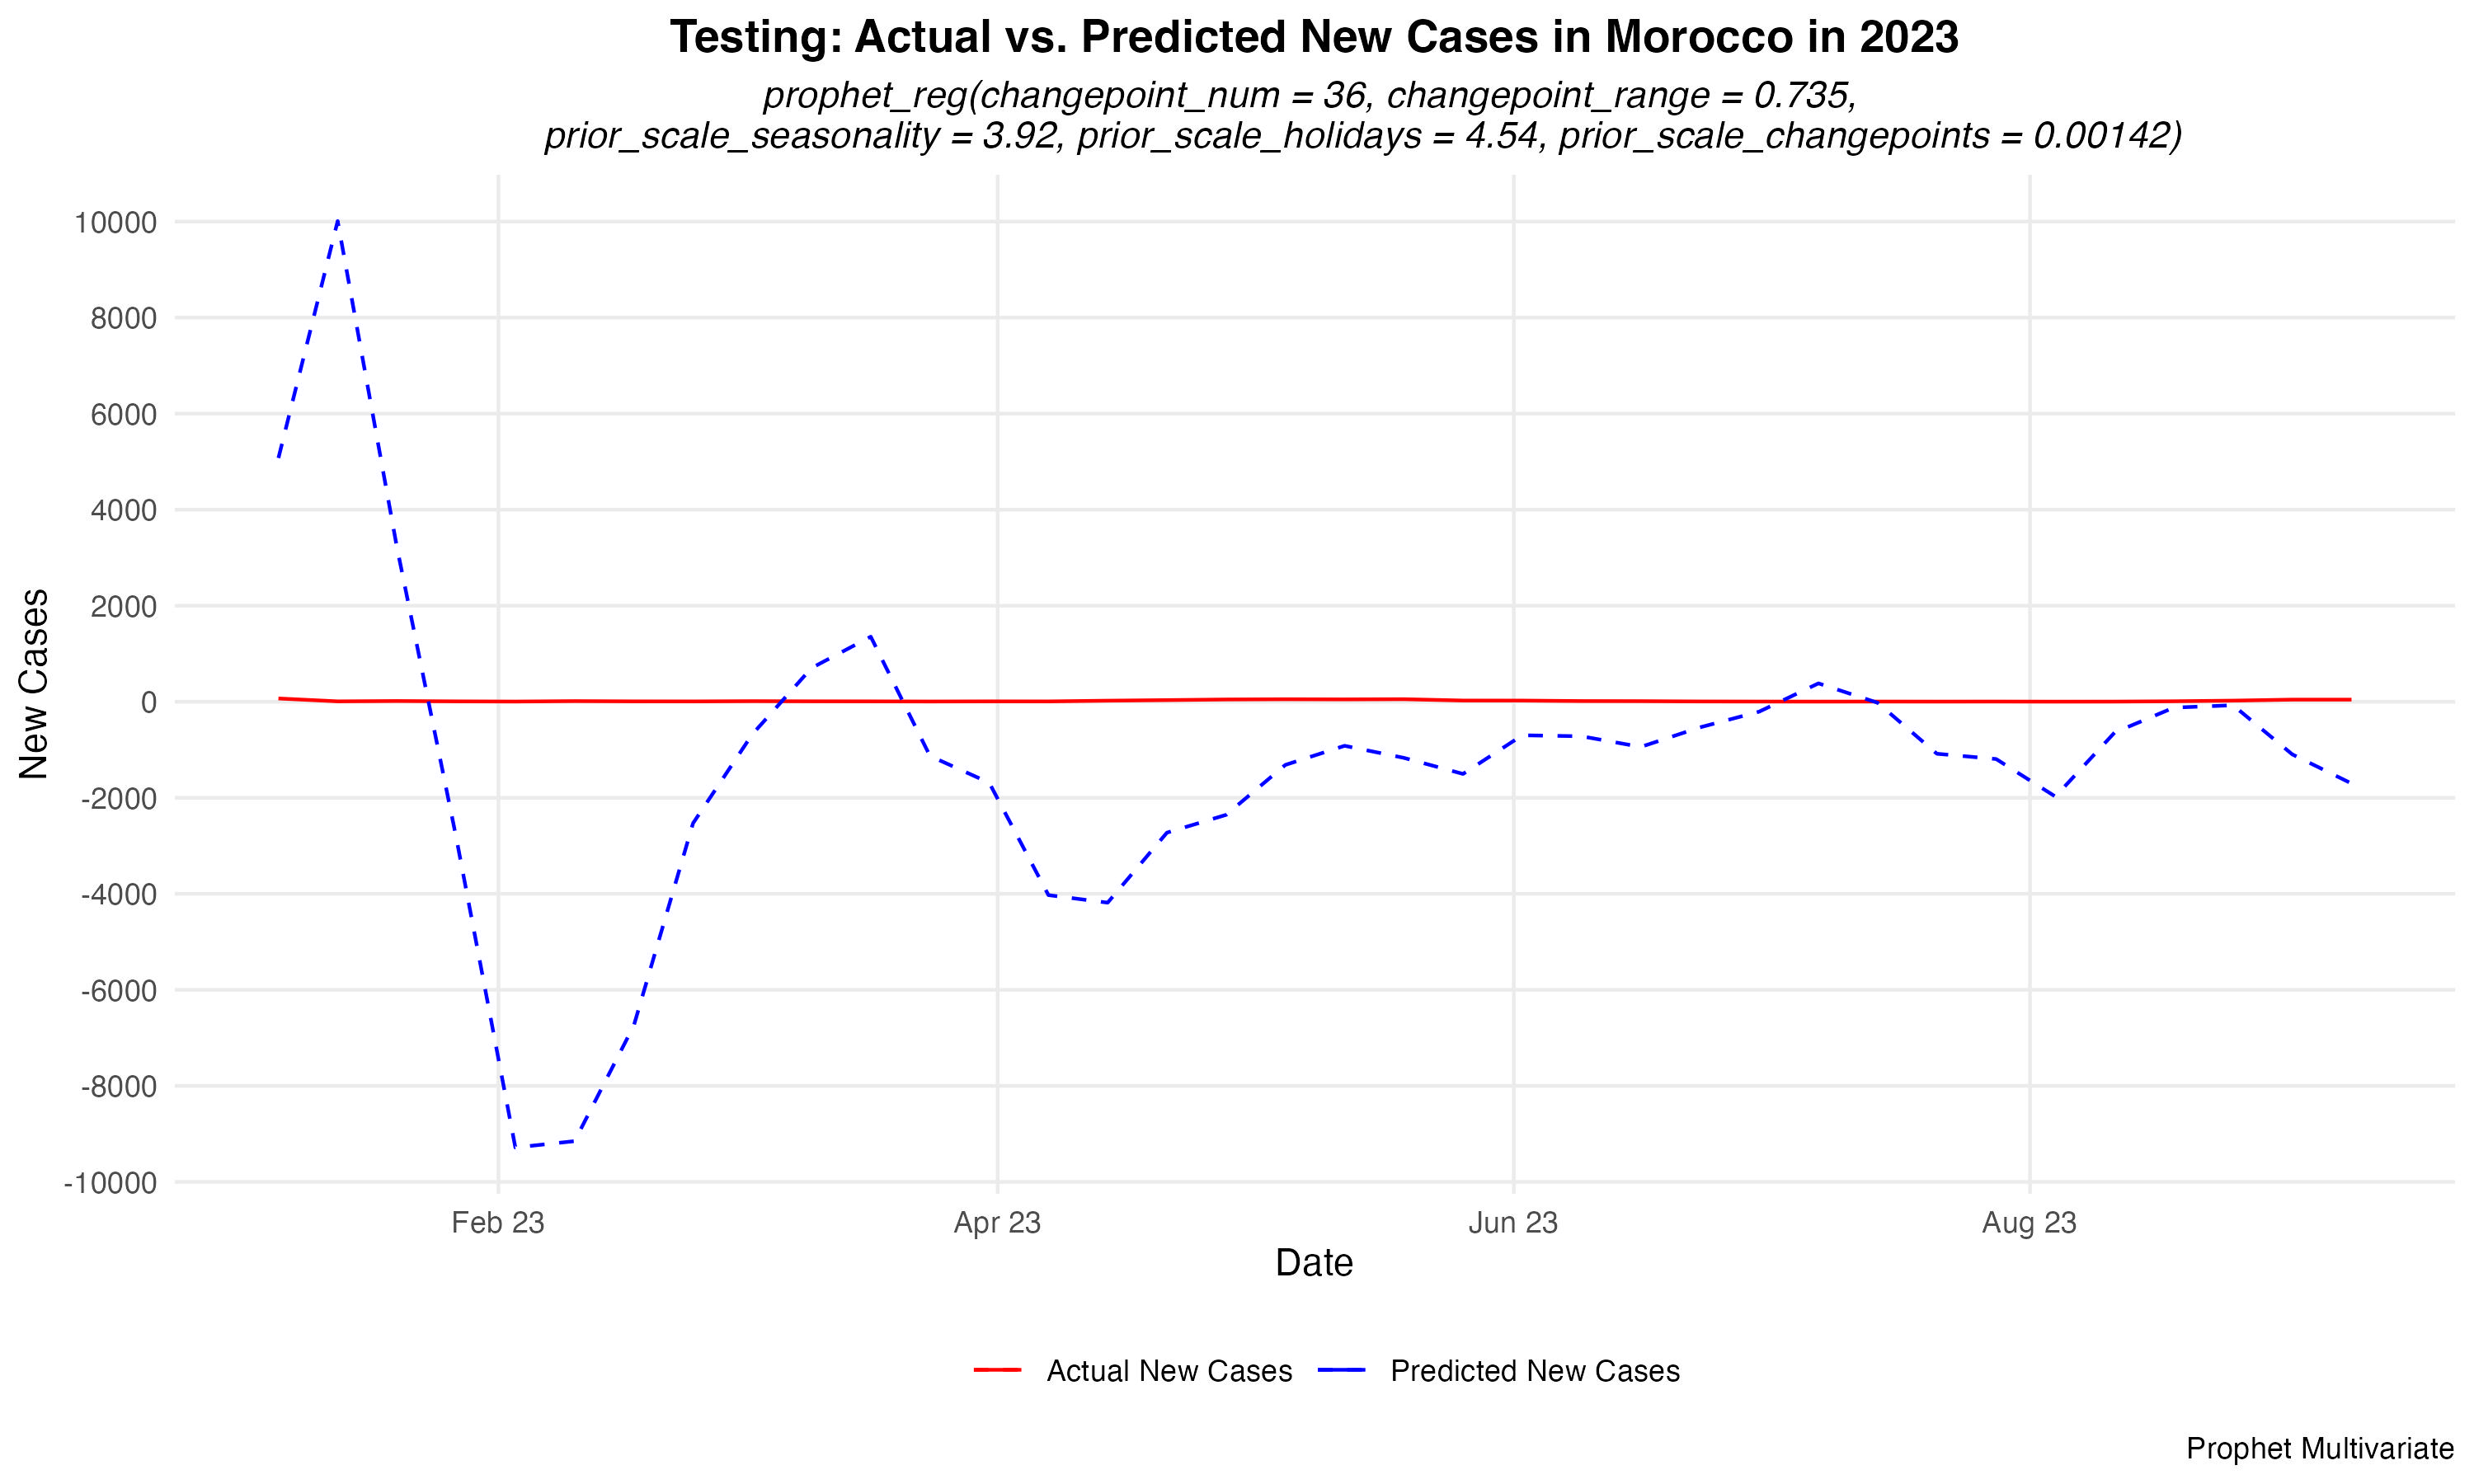 Testing: Actual vs. Predicted New Cases in Morocco in 2023
prophet_reg(changepoint_num = 36, changepoint_range = 0.735,
prior_scale_seasonality = 3.92, prior_scale_holidays = 4.54, prior_scale_changepoints = 0.00142)
New Cases
10000
8000
6000
4000
2000
0
-2000
-4000
-6000
-8000
-10000
Feb 23
Apr 23
Jun 23
Aug 23
Date
Actual New Cases
Predicted New Cases
Prophet Multivariate